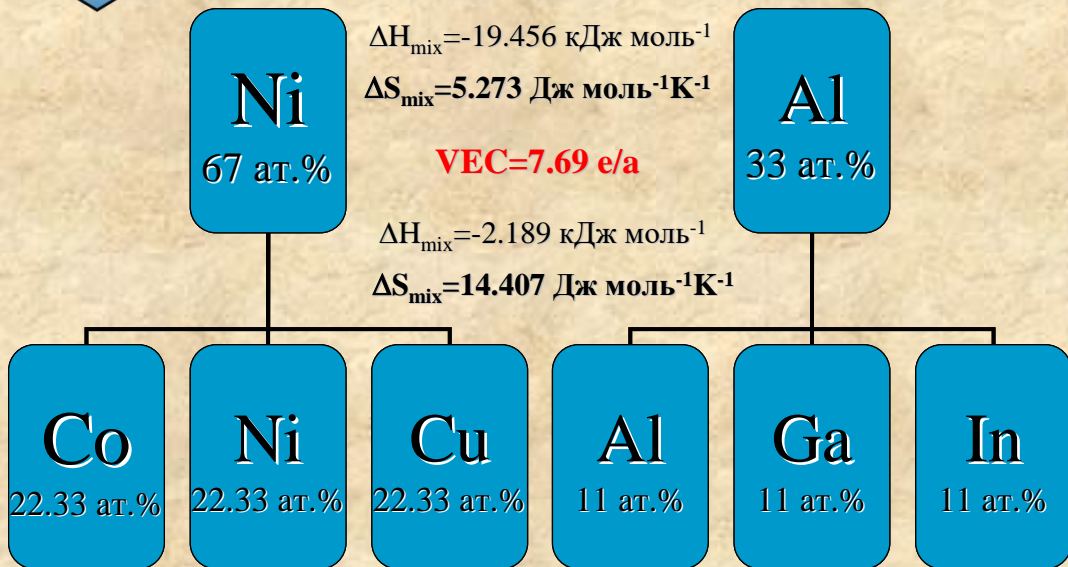 Ni
67 ат.%
ΔHmix=-19.456 кДж моль-1
ΔSmix=5.273 Дж моль-1K-1
VEC=7.69 e/a
Al
33 ат.%
ΔHmix=-2.189 кДж моль-1
ΔSmix=14.407 Дж моль-1K-1
Co
22.33 ат.%
Ni
22.33 ат.%
Cu
22.33 ат.%
Al
11 ат.%
Ga
11 ат.%
In
11 ат.%